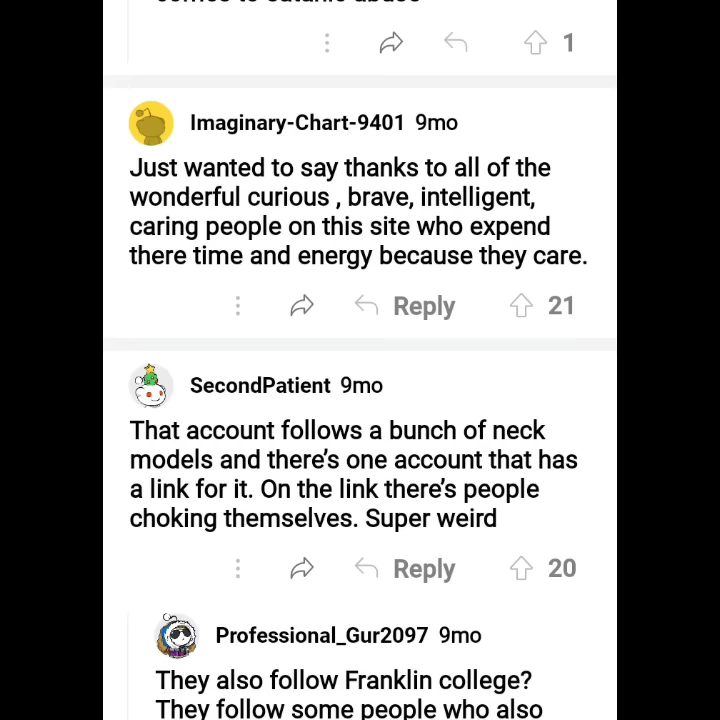 1
Imaginary-Chart-9401 9mo
Just wanted to say thanks to all of the
wonderful curious , brave, intelligent,
caring people on this site who expend
there time and energy because they care.
Reply 21
SecondPatient 9mo
That account follows a bunch of neck
models and there's one account that has
a link for it. On the link there's people
choking themselves. Super weird
Reply 20
Professional_Gur2097 9mo
They also follow Franklin college?
They follow some people who also